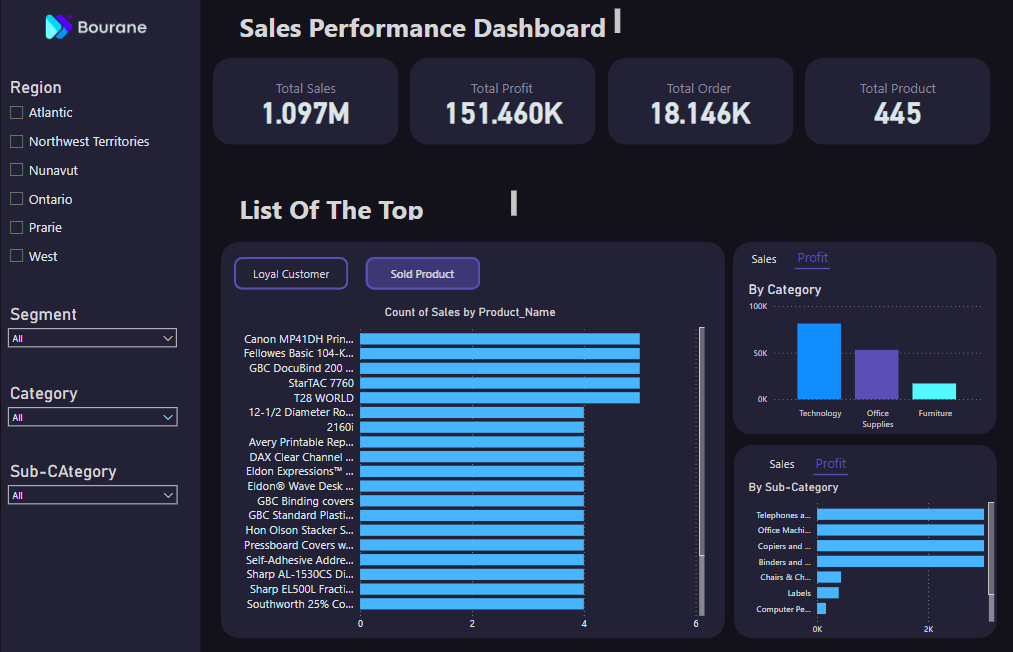 Bourane
Sales Performance Dashboard
Region
Atlantic
Northwest Territories
Nunavut
Ontario
Prarie
West
Segment
All
Category
All
Sub-CAtegory
All
Total Sales
1.097M
Total Profit
151.460K
Total Order
18.146K
Total Product
445
List Of The Top
Loyal Customer
Sold Product
Count of Sales by Product_Name
Canon MP41DH Prin...
Fellowes Basic 104-K...
GBC DocuBind 200 ...
StarTAC 7760
T28 WORLD
12-1/2 Diameter Ro...
2160i
Avery Printable Rep...
DAX Clear Channel ...
Eldon Expressions™ ...
Eldon® Wave Desk ...
GBC Binding covers
GBC Standard Plasti...
Hon Olson Stacker S...
Pressboard Covers w...
Self-Adhesive Addre...
Sharp AL-1530CS Di...
Sharp EL500L Fracti...
Southworth 25% Co...
0 2 4 6
Sales Profit
By Category
100K
50K
0K
Technology
Office
Supplies
Furniture
Sales Profit
By Sub-Category
Telephones a...
Office Machi...
Copiers and ...
Binders and ...
Chairs & Ch...
Labels
Computer Pe...
0K 2K